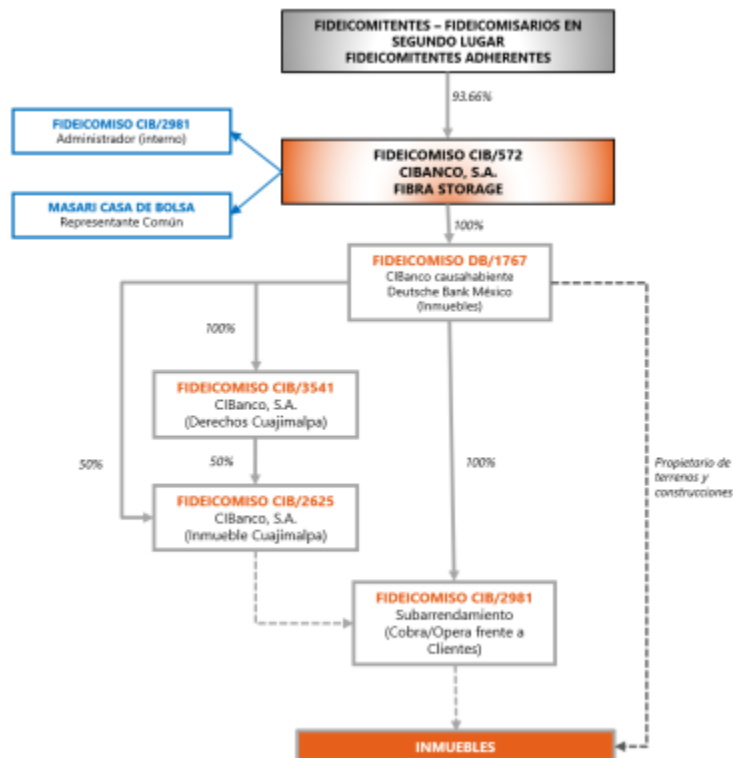 FIDEICOMITENTES – FIDEICOMISARIOS EN
SEGUNDO LUGAR
FIDEICOMITENTES ADHERENTES
93.66%
FIDEICOMISO CIB/2981
Administrador (interno)
FIDEICOMISO CIB/572
CIBANCO, S.A.
FIBRA STORAGE
MASARI CASA DE BOLSA
Representante Común
100%
FIDEICOMISO DB/1767
CIBanco causahabiente
Deutsche Bank México
(Inmuebles)
100%
FIDEICOMISO CIB/3541
CIBanco, S.A.
(Derechos Cuajimalpa)
50%
50%
100%
Propietario de
terrenos y
construcciones
FIDEICOMISO CIB/2625
CIBanco, S.A.
(Inmueble Cuajimalpa)
FIDEICOMISO CIB/2981
Subarrendamiento
(Cobra/Opera frente a
Clientes)
INMUEBLES